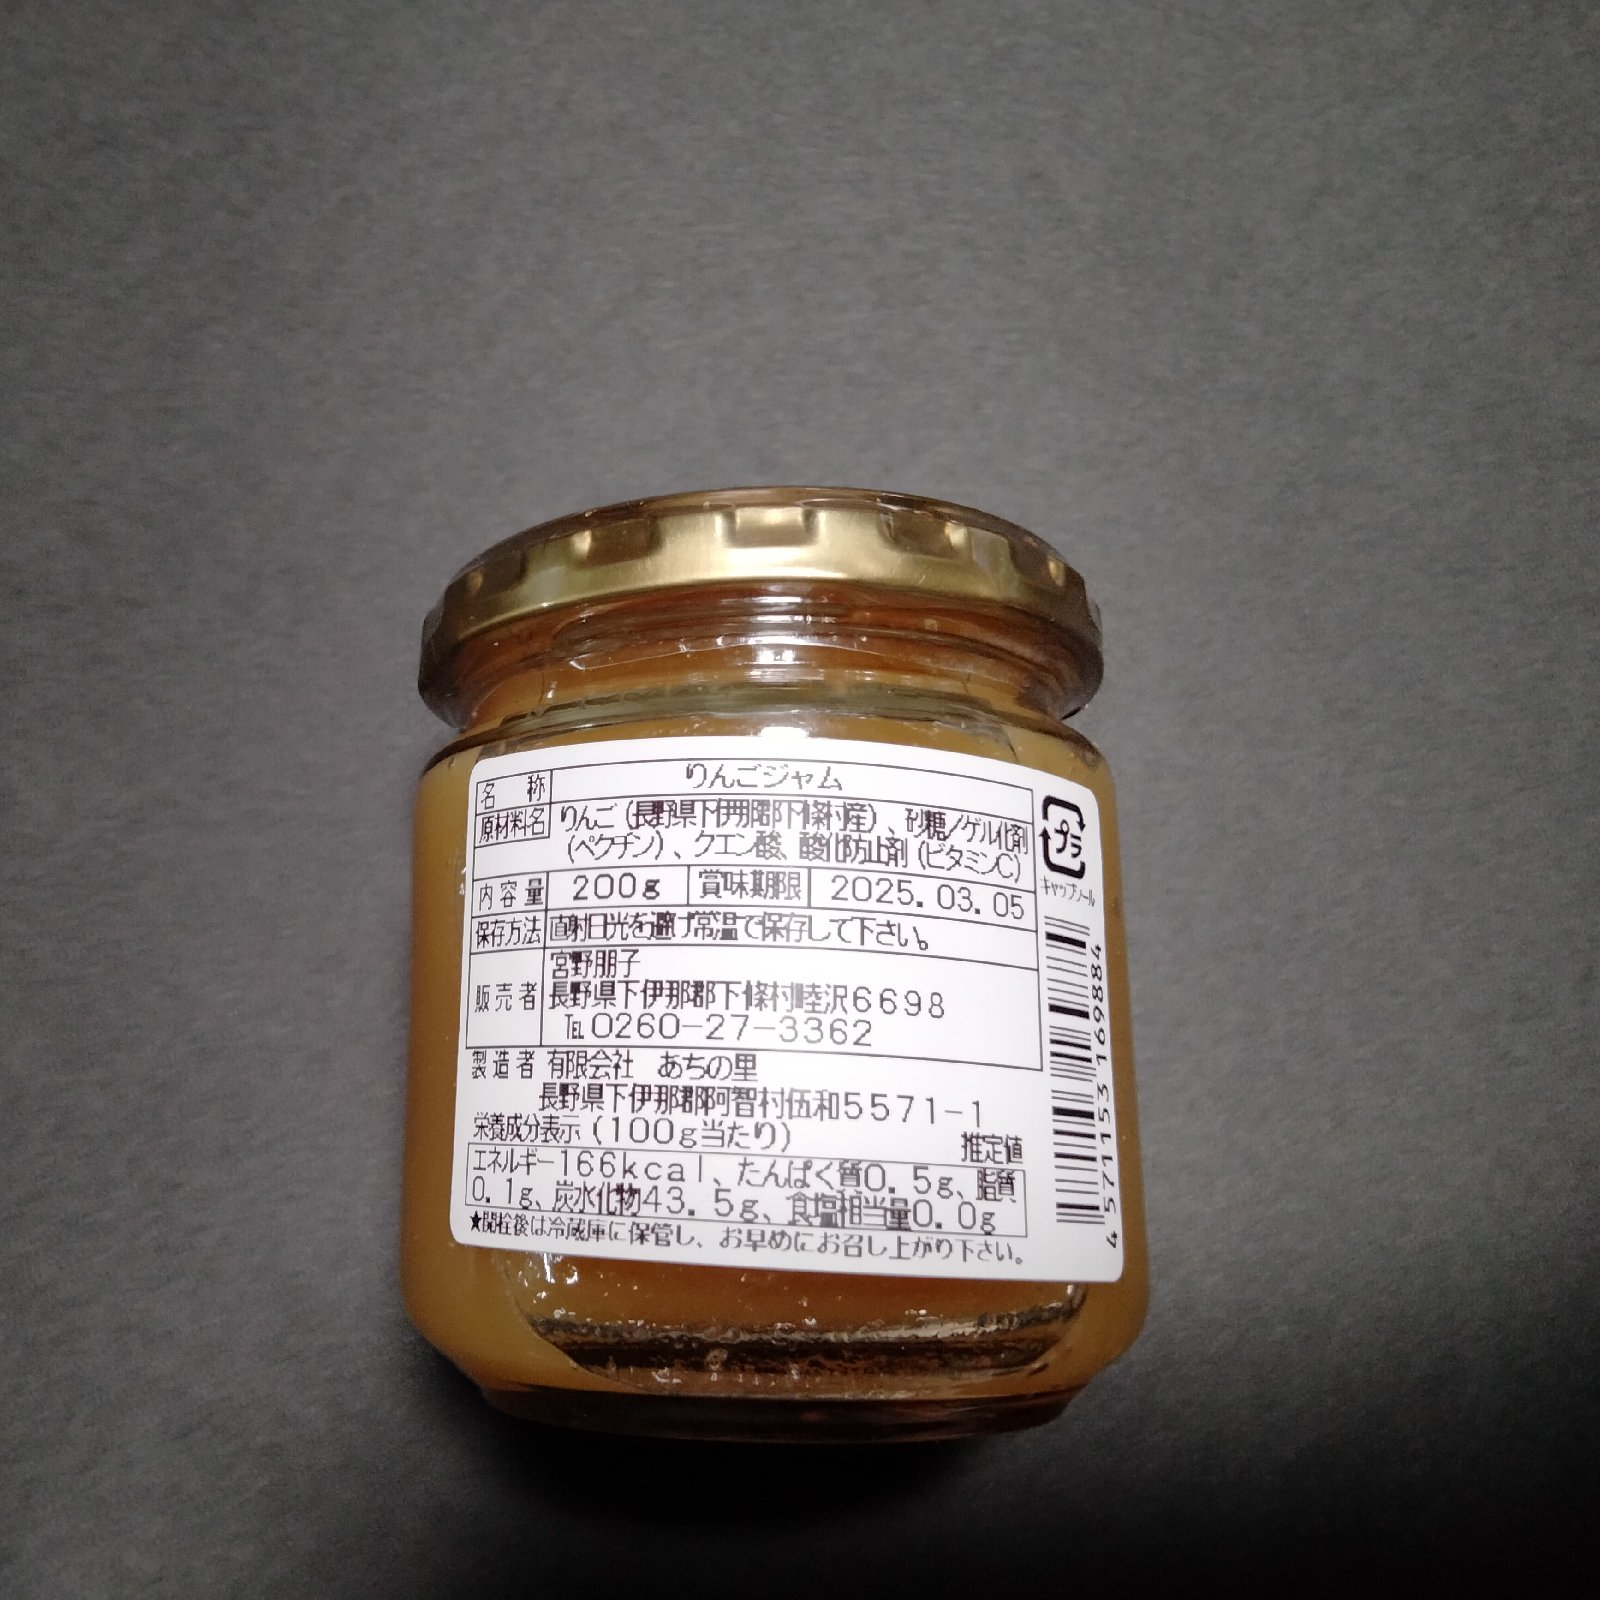 名称 りんごジャム
原材料名 りんご(長野県下伊那郡下條村産)、砂糖/ゲル化剤
(ペクチン)、クエン酸、酸化防止剤(ビタミンC)
内容量 200g 賞味期限 2025.03.05
保存方法 直射日光を避け常温で保存して下さい。
販売者 宮野朋子
長野県下伊那郡下條村睦沢6698
℡0260-27-3362
製造者 有限会社 あちの里
長野県下伊那郡阿智村伍和5571-1
栄養成分表示(100g当たり) 推定値
エネルギー166kcal、たんぱく質0.5g、脂質
0.1g、炭水化物43.5g、食塩相当量0.0g
★開栓後は冷蔵庫に保管し、お早めにお召し上がり下さい。
プラ
キャップシール
4571153169884